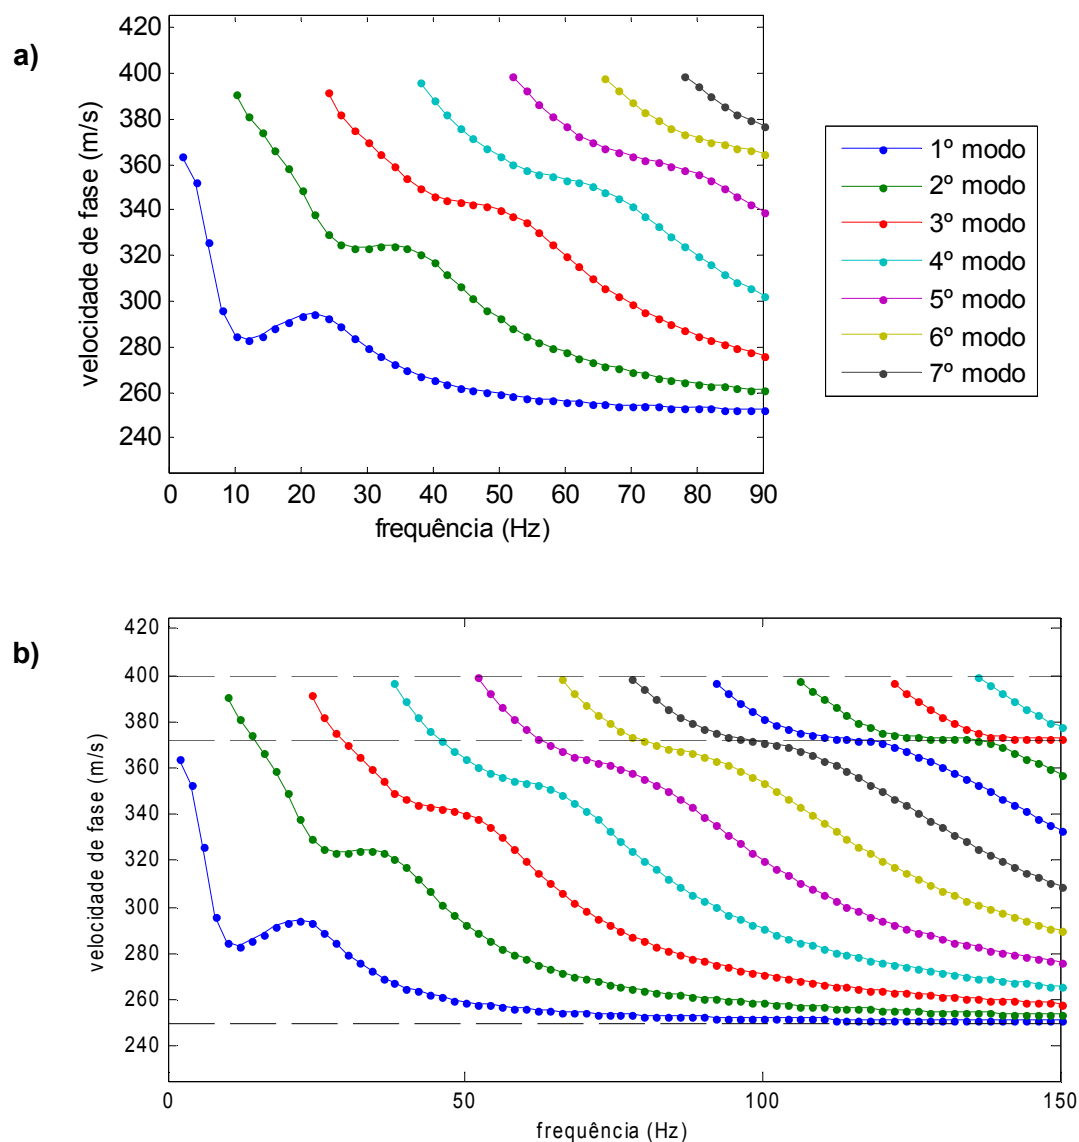 a)
420
400
380
360
340
320
300
280
260
240
velocidade de fase (m/s)
0 10 20 30 40 50 60 70 80 90
frequência (Hz)
1º modo
2º modo
3º modo
4º modo
5º modo
6º modo
7º modo
b)
420
400
380
360
340
320
300
280
260
240
velocidade de fase (m/s)
0 50 100 150
frequência (Hz)